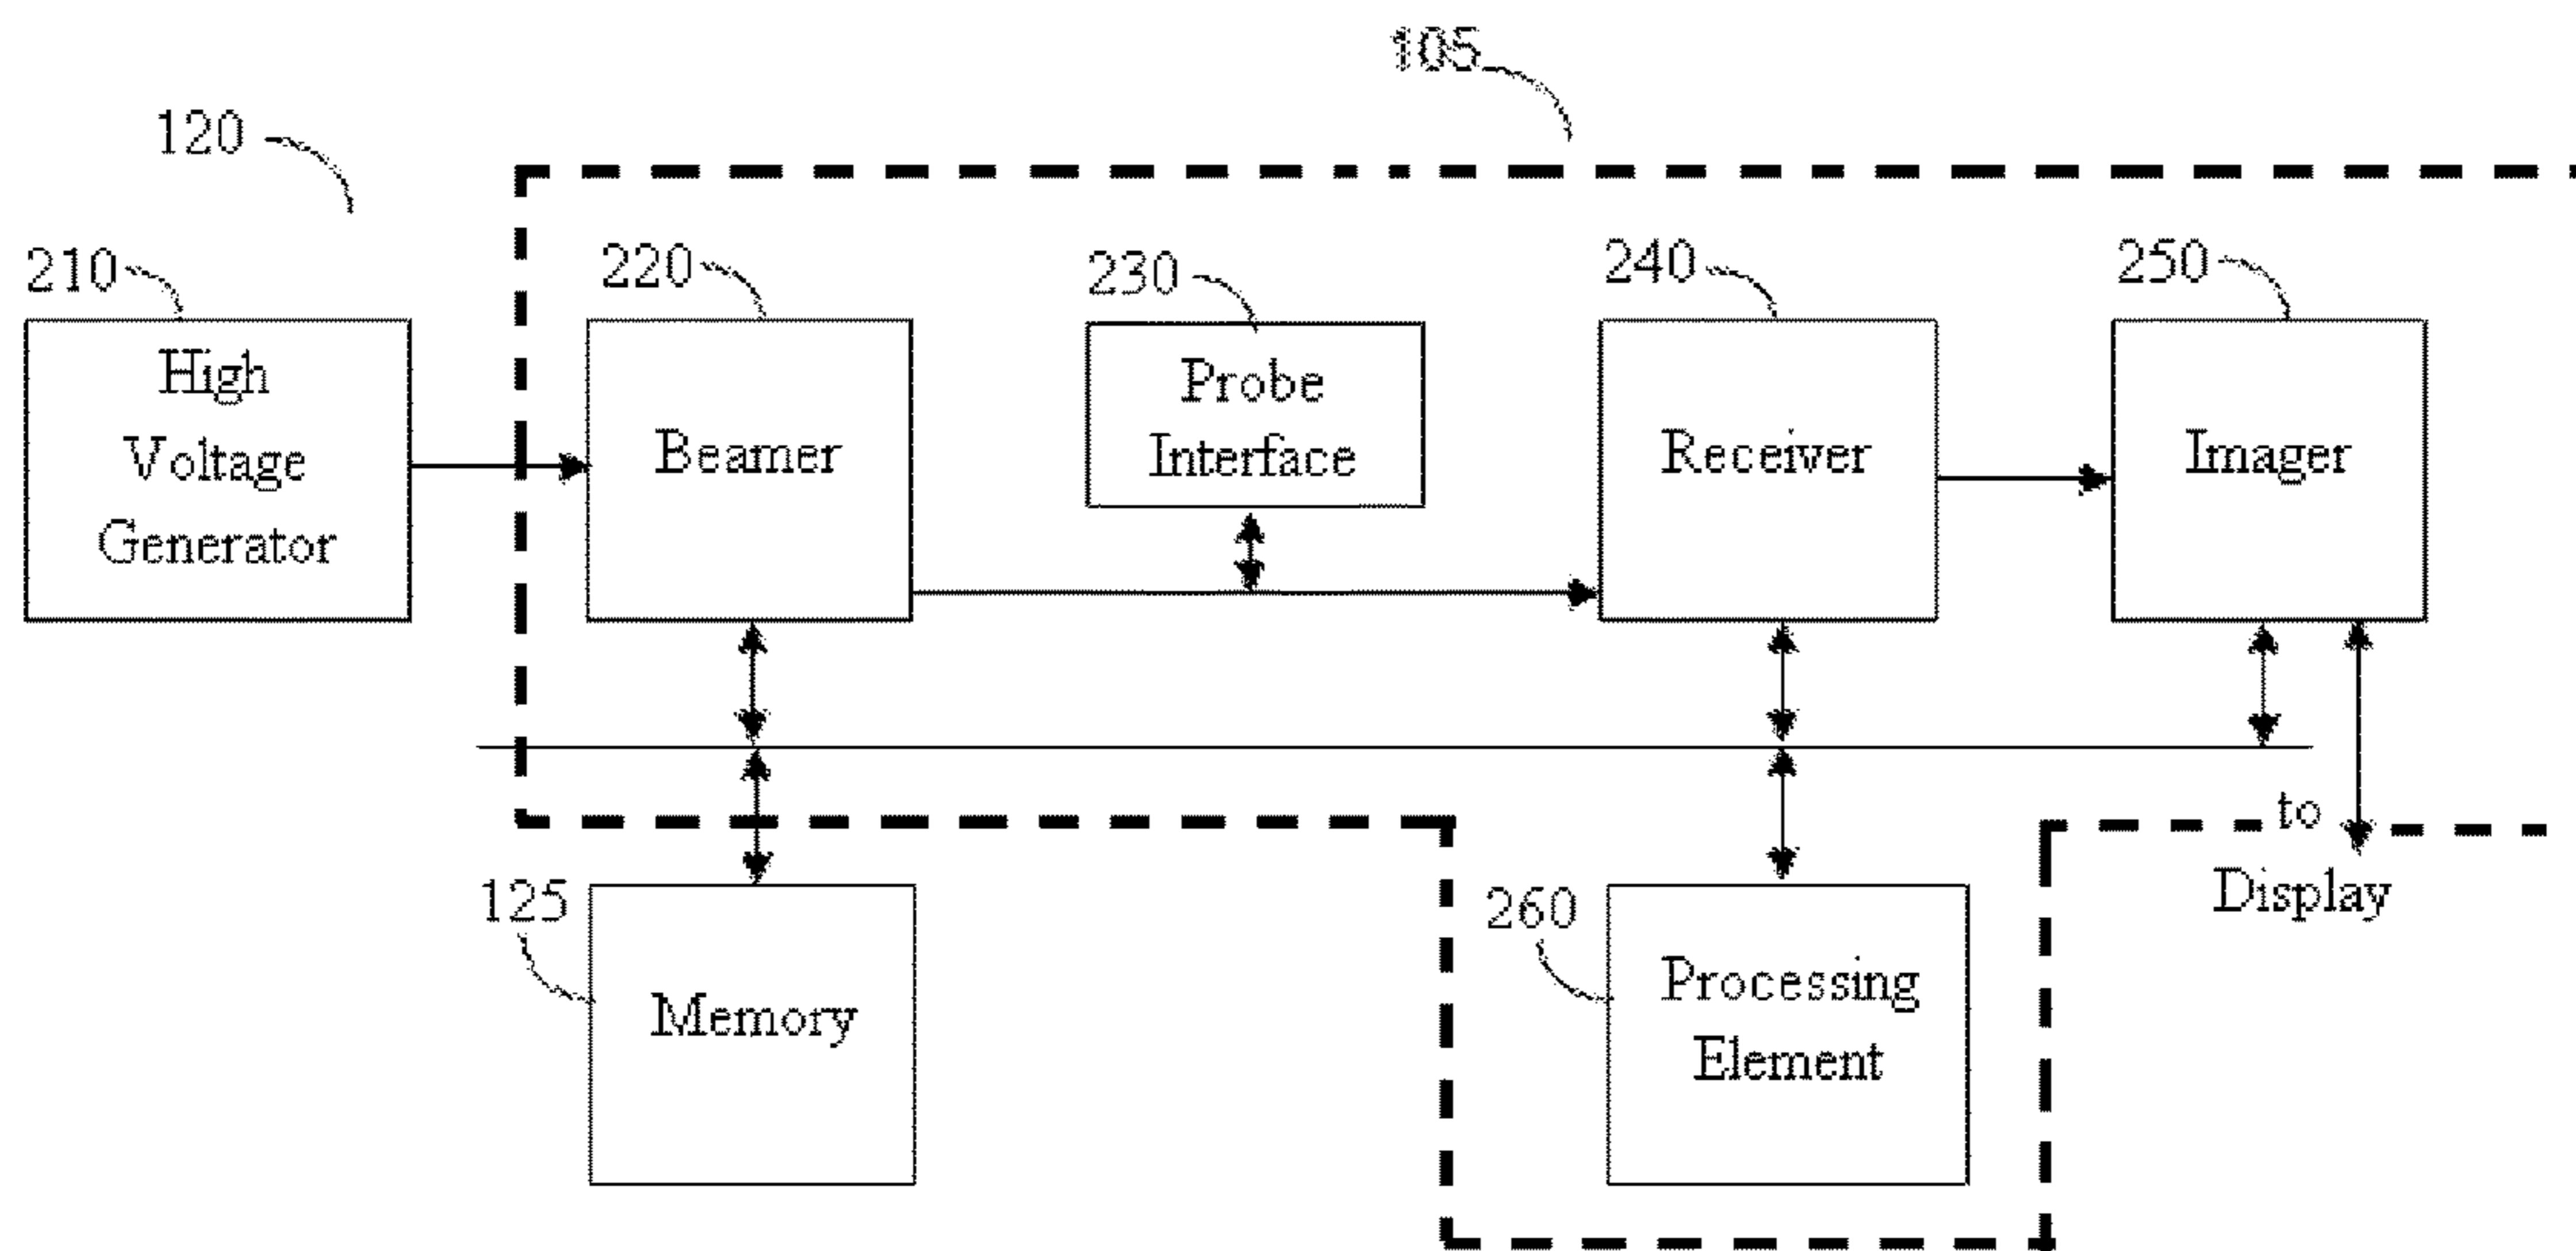 105
120
210
220
230
240
250
High
Voltage
Generator
Beamer
Probe
Interface
Receiver
Imager
to
Display
125
Memory
260
Processing
Element